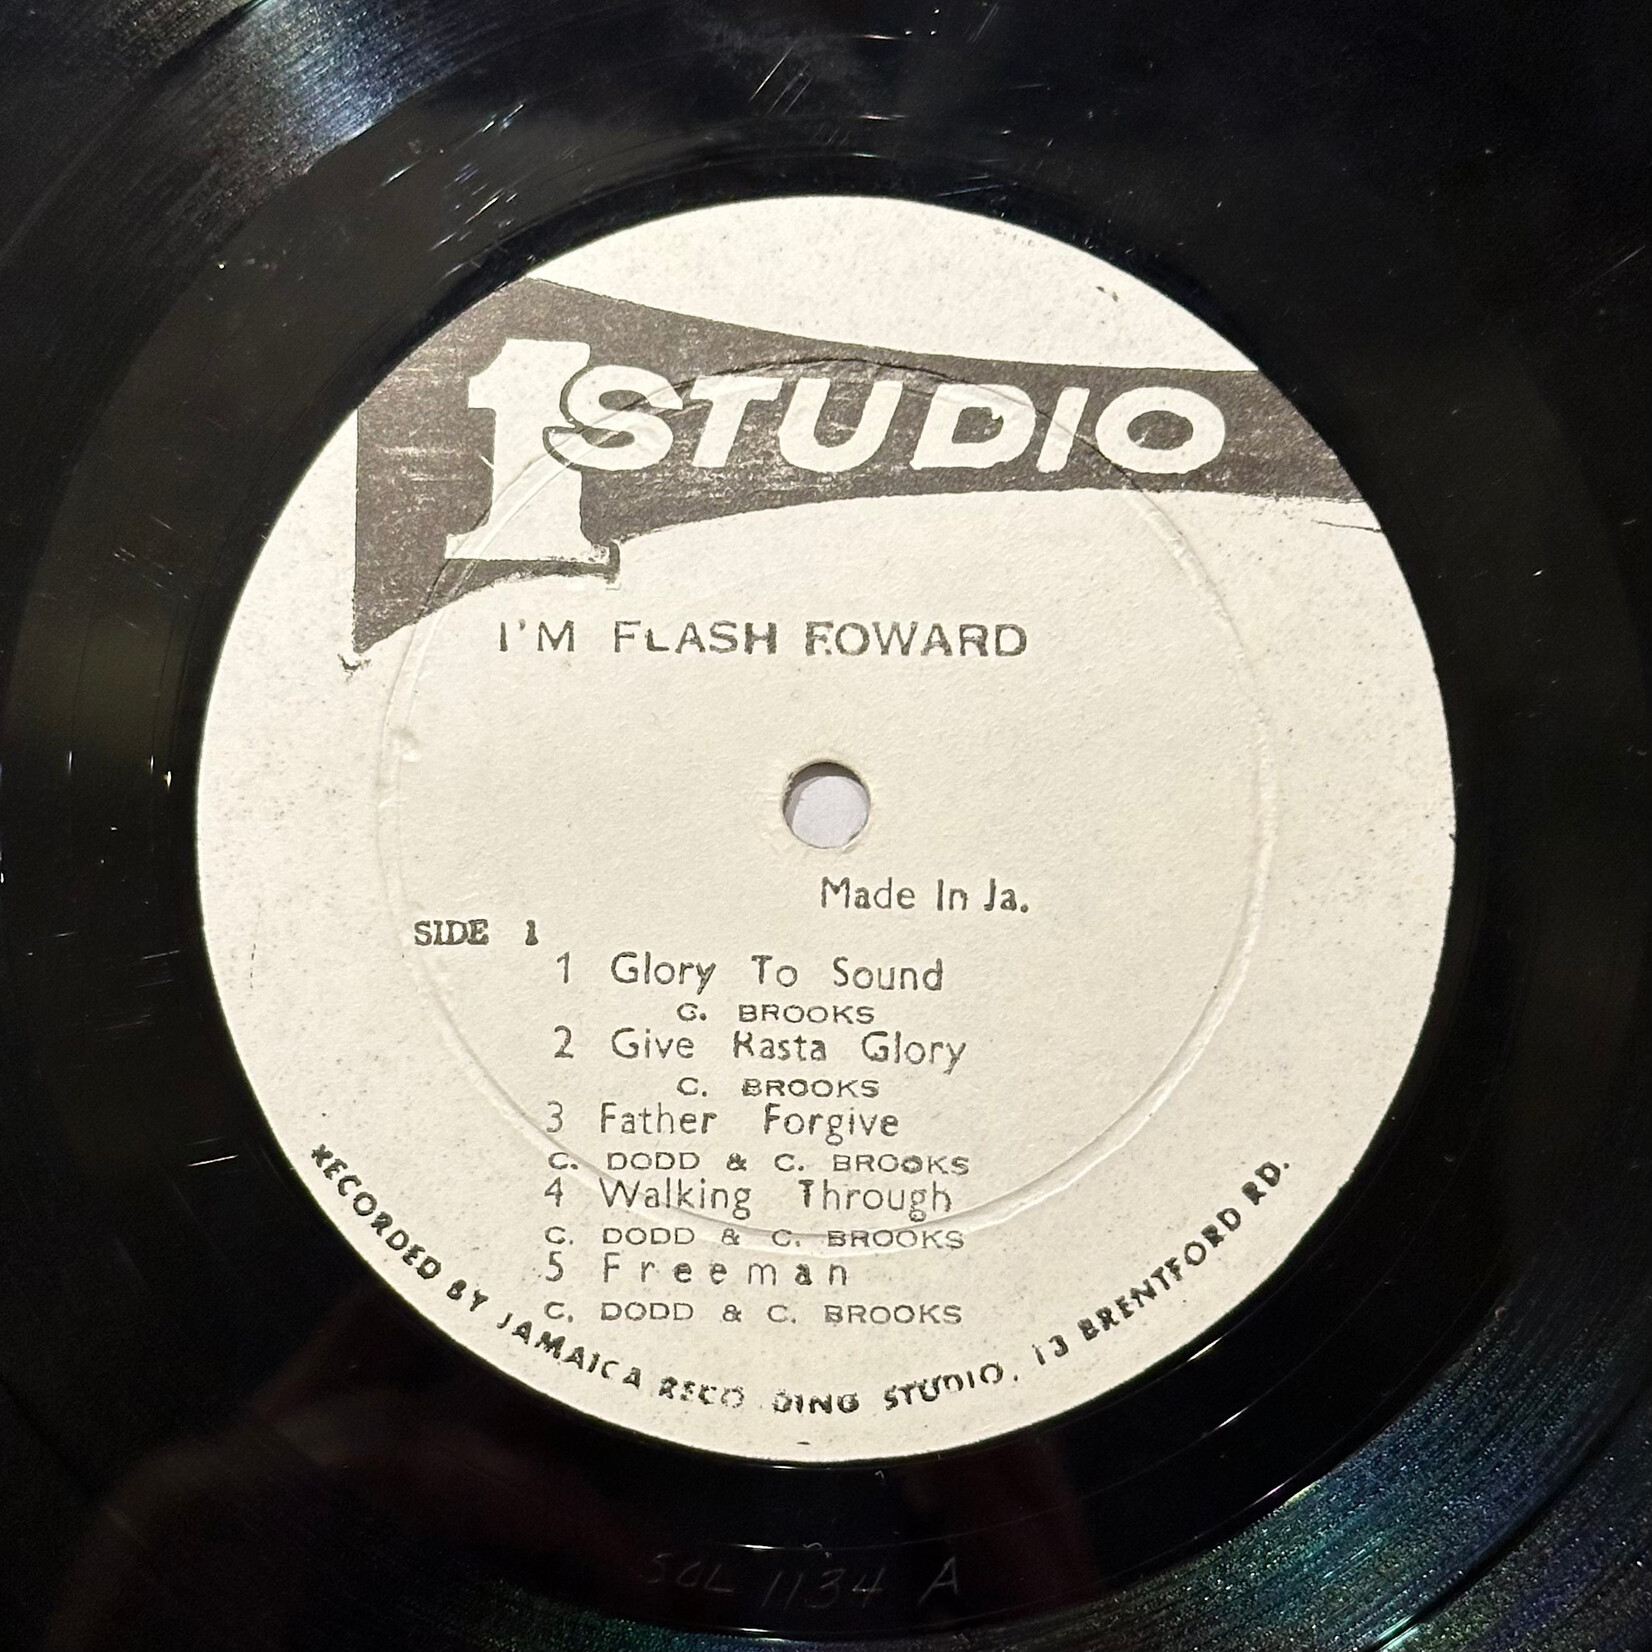 1 STUDIO
I'M FLASH FOWARD
Made In Ja.
SIDE 1
1 Glory To Sound
C. BROOKS
2 Give Rasta Glory
C. BROOKS
3 Father Forgive
C. DODD & C. BROOKS
4 Walking Through
C. DODD & C. BROOKS
5 Freeman
C. DODD & C. BROOKS
RECORDED BY JAMAICA RECO DING STUDIO. 13 BRENTFORD RD.
SOL 1134 A